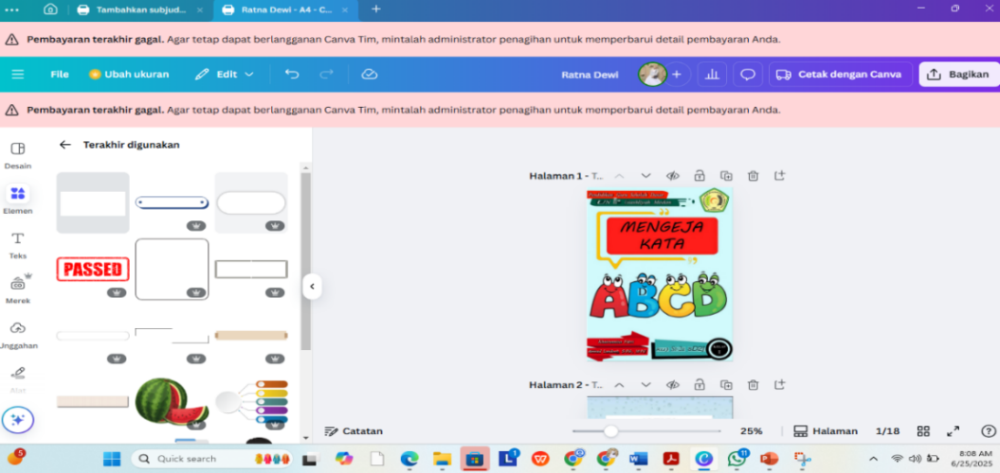 Tambahkan subjud... ×
Ratna Dewi - A4 - C... ×
Pembayaran terakhir gagal. Agar tetap dapat berlangganan Canva Tim, mintalah administrator penagihan untuk memperbarui detail pembayaran Anda.
File Ubah ukuran Edit Ratna Dewi Cetak dengan Canva Bagikan
Pembayaran terakhir gagal. Agar tetap dapat berlangganan Canva Tim, mintalah administrator penagihan untuk memperbarui detail pembayaran Anda.
Desain
Elemen
Teks
Merek
Unggahan
Alat
Terakhir digunakan
PASSED
Halaman 1 - T...
MENGEJA
KATA
ABCD
Halaman 2 - T...
Catatan 25% Halaman 1/18
5 Quick search 8:08 AM
6/25/2025